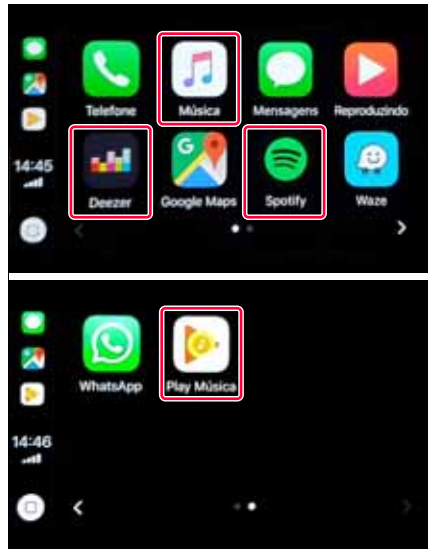 Telefone
Música
Mensagens
Reproduzindo
14:45
Deezer
Google Maps
Spotify
Waze
WhatsApp
Play Música
14:46